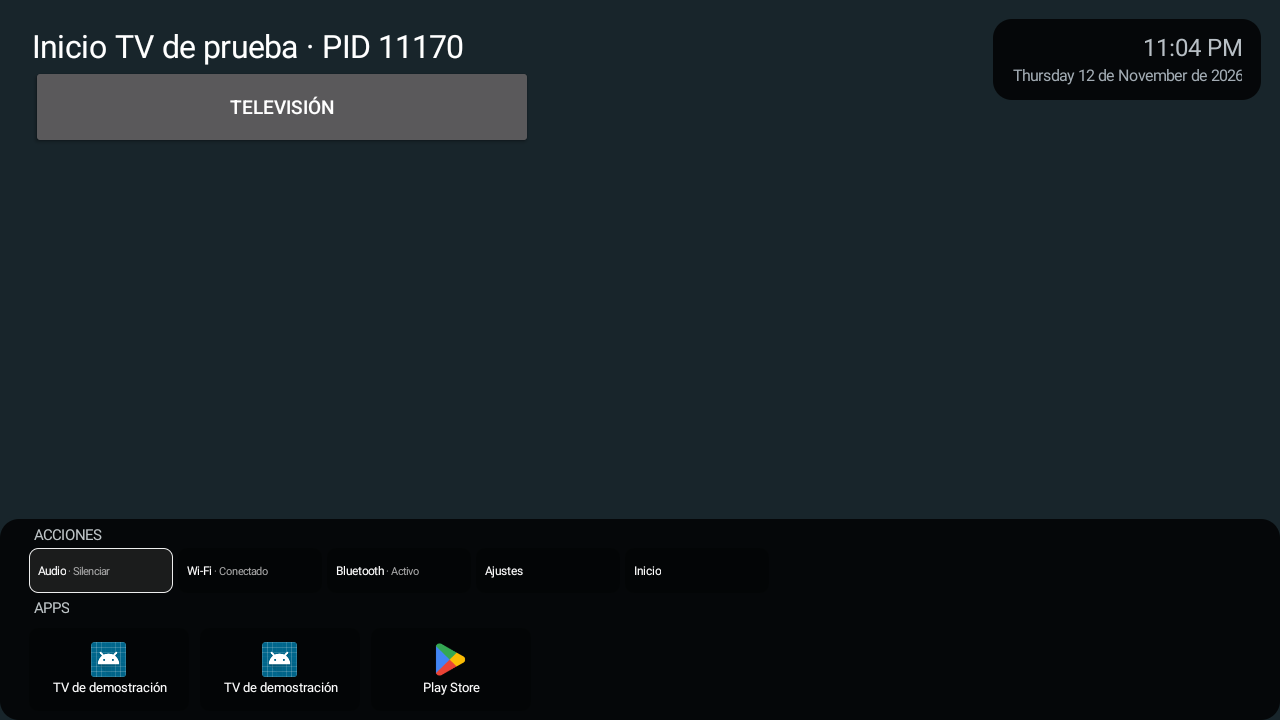 Inicio TV de prueba · PID 11170
TELEVISIÓN
11:04 PM
Thursday 12 de November de 2026
ACCIONES
Audio · Silenciar
Wi-Fi · Conectado
Bluetooth · Activo
Ajustes
Inicio
APPS
TV de demostración
TV de demostración
Play Store